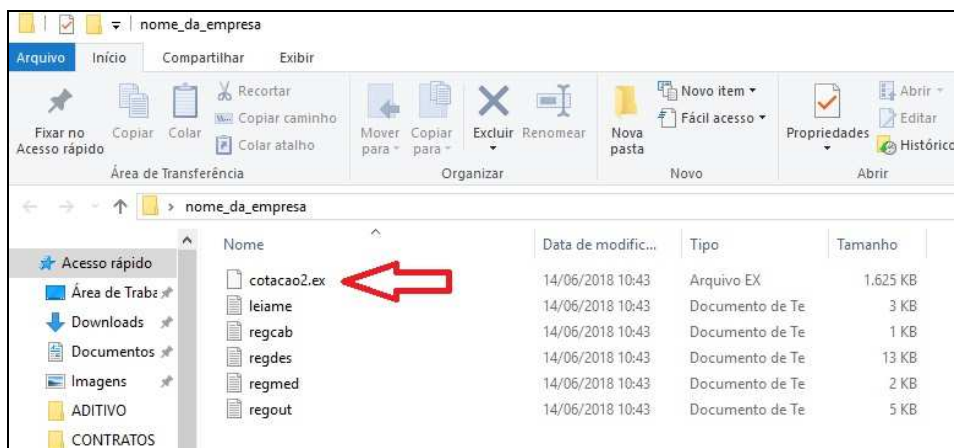 nome_da_empresa
Arquivo Início Compartilhar Exibir
Fixar no Acesso rápido
Copiar
Colar
Recortar
Copiar caminho
Colar atalho
Área de Transferência
Mover para
Copiar para
Excluir
Renomear
Organizar
Nova pasta
Novo item
Fácil acesso
Novo
Propriedades
Abrir
Editar
Histórico
Abrir
nome_da_empresa
Acesso rápido
Área de Traba
Downloads
Documentos
Imagens
ADITIVO
CONTRATOS
Nome Data de modific... Tipo Tamanho
cotacao2.ex 14/06/2018 10:43 Arquivo EX 1.625 KB
leiame 14/06/2018 10:43 Documento de Te 3 KB
regcab 14/06/2018 10:43 Documento de Te 1 KB
regdes 14/06/2018 10:43 Documento de Te 13 KB
regmed 14/06/2018 10:43 Documento de Te 2 KB
regout 14/06/2018 10:43 Documento de Te 5 KB